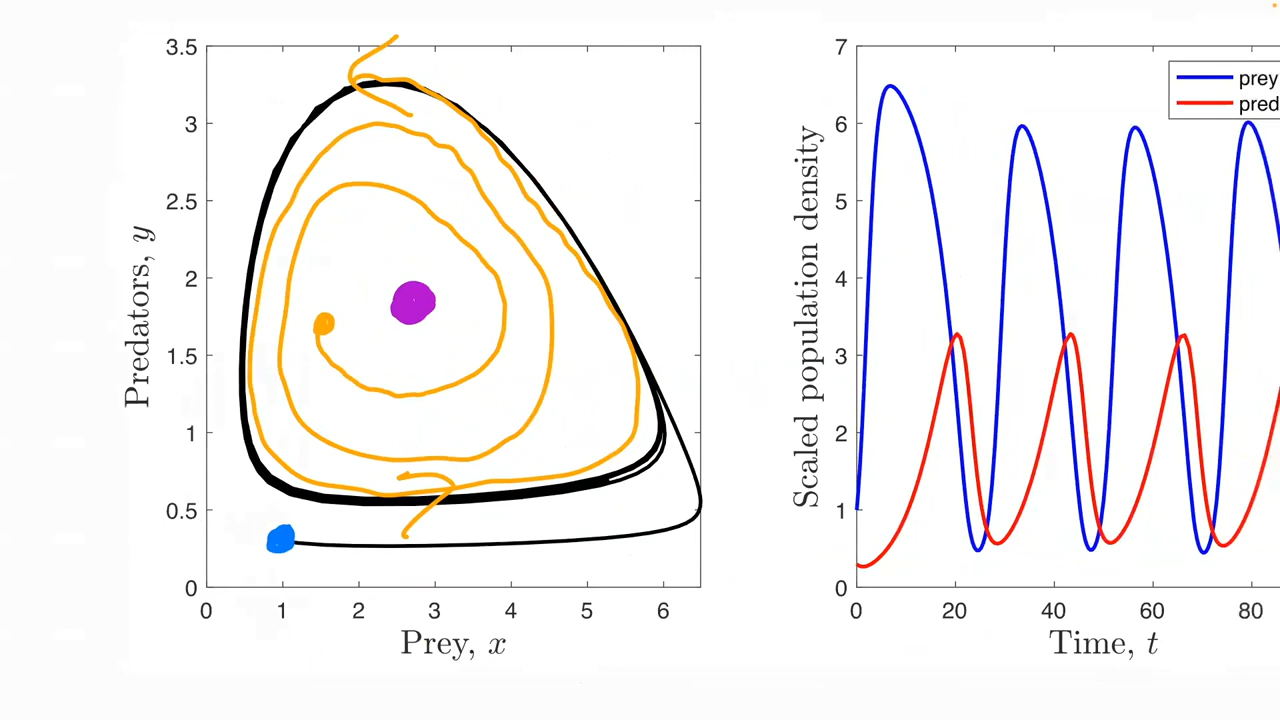 3.5
3
2.5
2
1.5
1
0.5
0
0 1 2 3 4 5 6
Predators, y
Prey, x
7
6
5
4
3
2
1
0
0 20 40 60 80
Scaled population density
Time, t
prey
pred